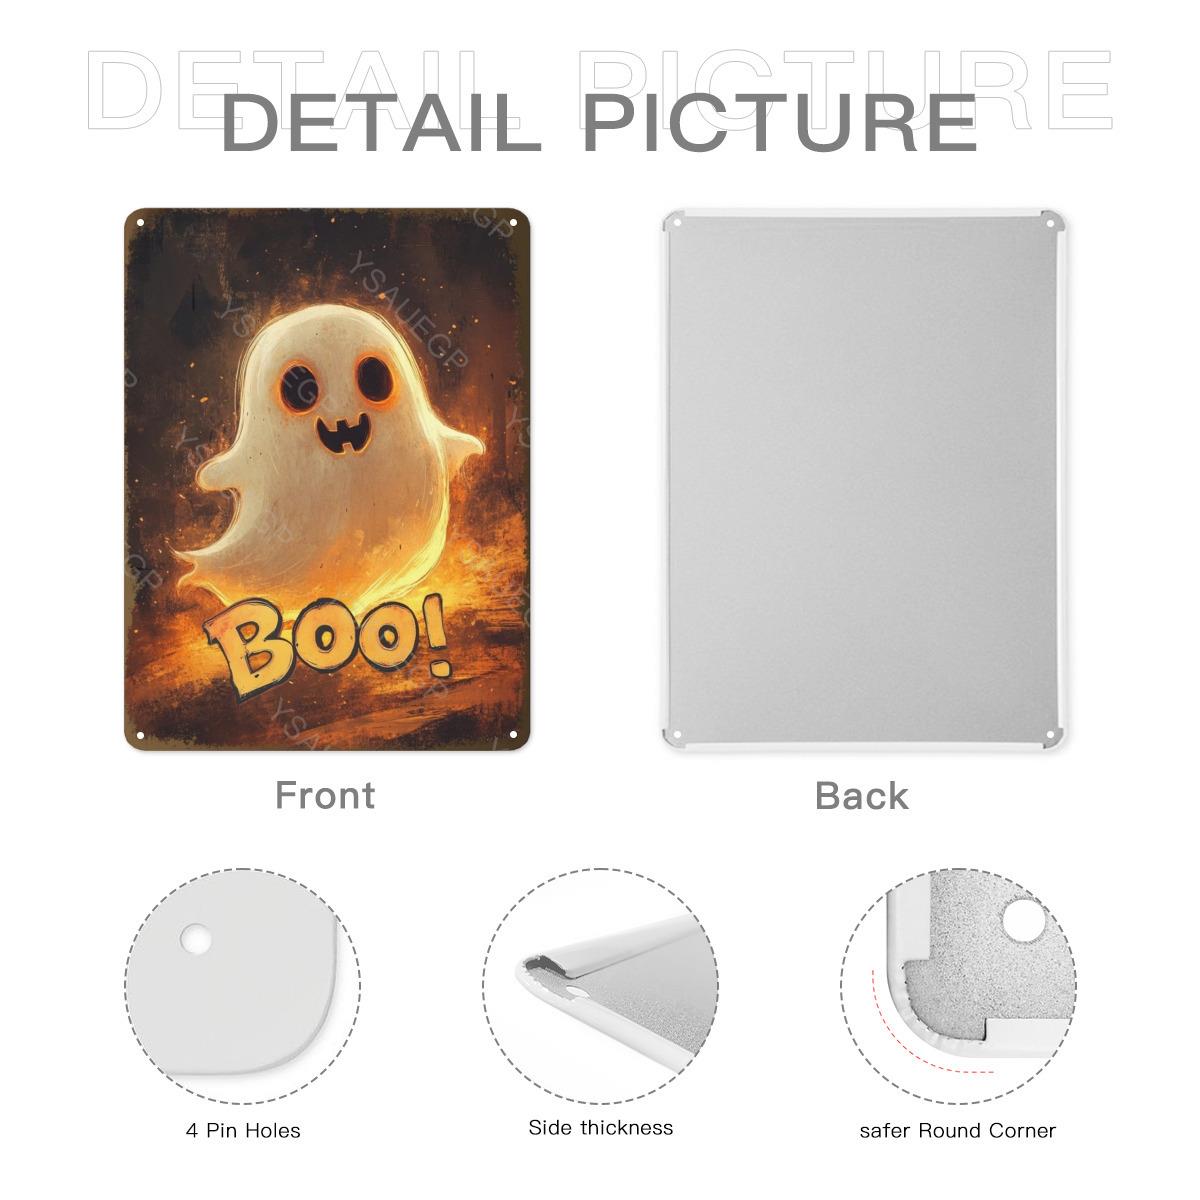 DETAIL PICTURE
DETAIL PICTURE
YSAUEGP
BOO!
Front
Back
4 Pin Holes
Side thickness
safer Round Corner